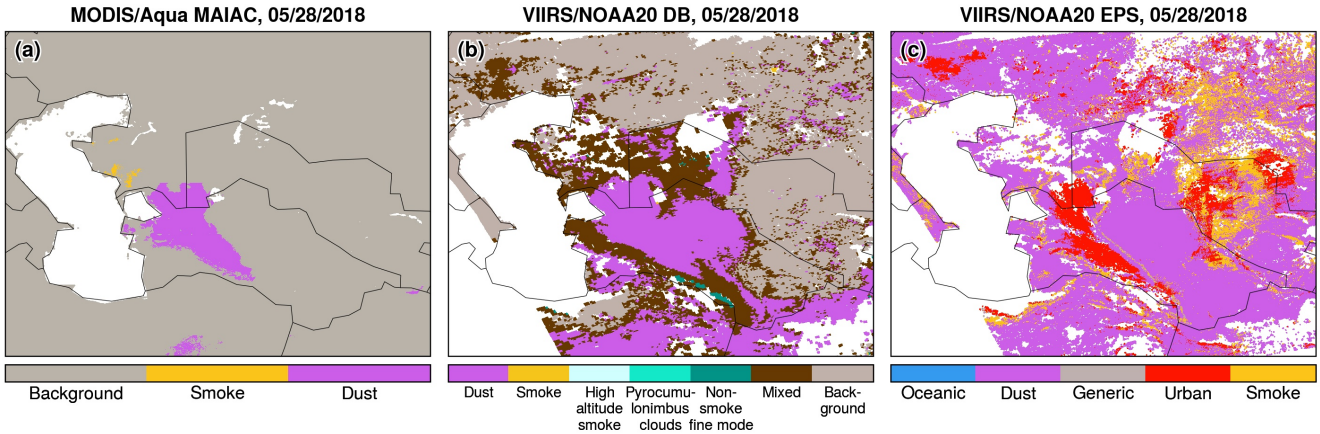 MODIS/Aqua MAIAC, 05/28/2018
VIIRS/NOAA20 DB, 05/28/2018
VIIRS/NOAA20 EPS, 05/28/2018
(a)
(b)
(c)
Background Smoke Dust
Dust Smoke High altitude smoke Pyrocumu-lonimbus clouds Non-smoke fine mode Mixed Back-ground
Oceanic Dust Generic Urban Smoke